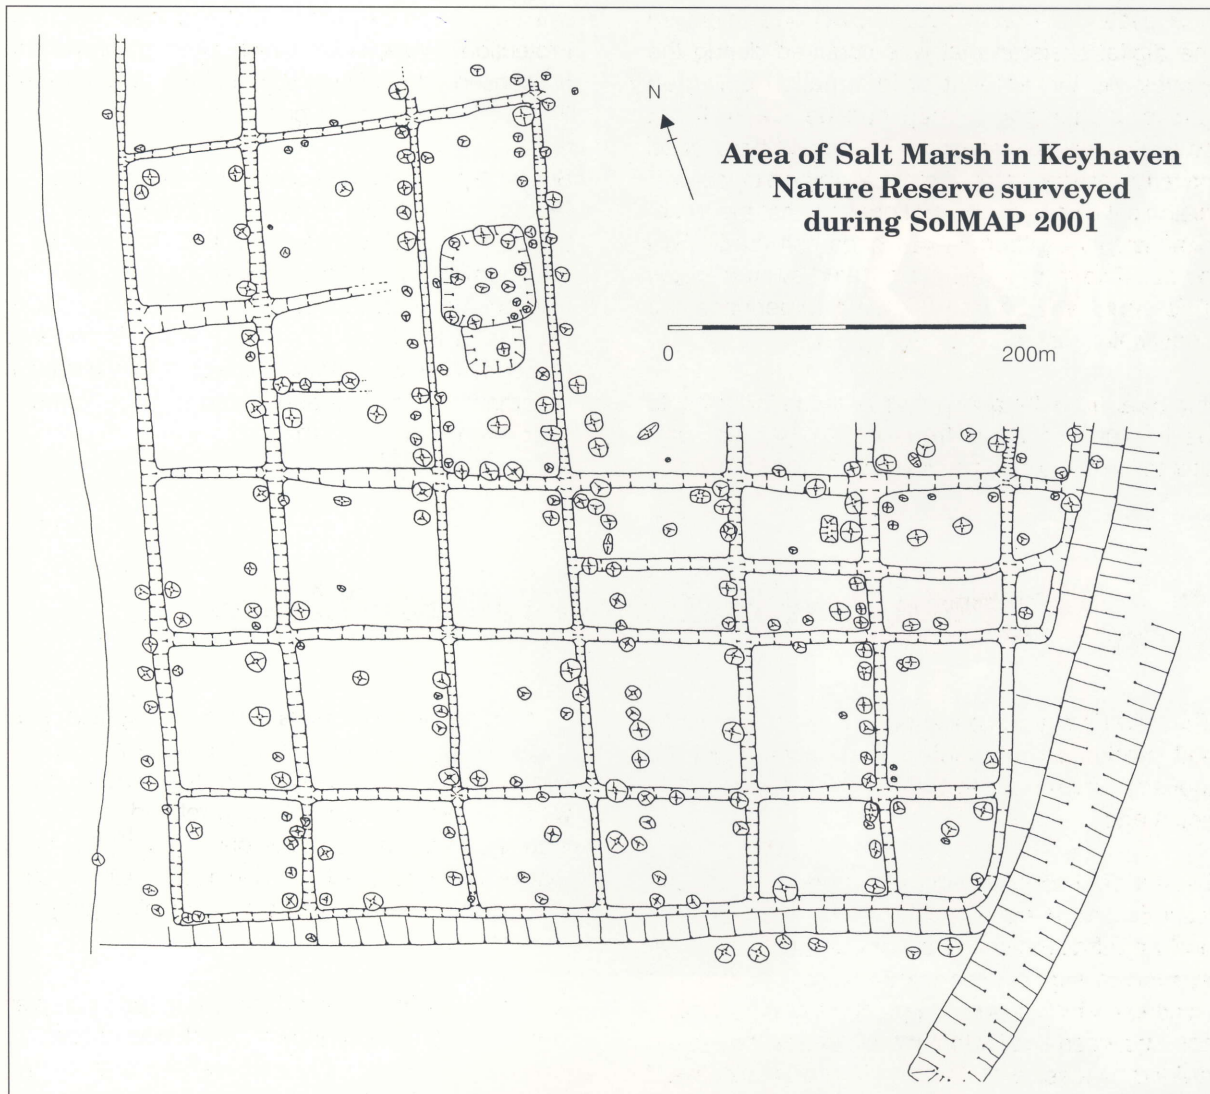 N
Area of Salt Marsh in Keyhaven
Nature Reserve surveyed
during SolMAP 2001
0 200m